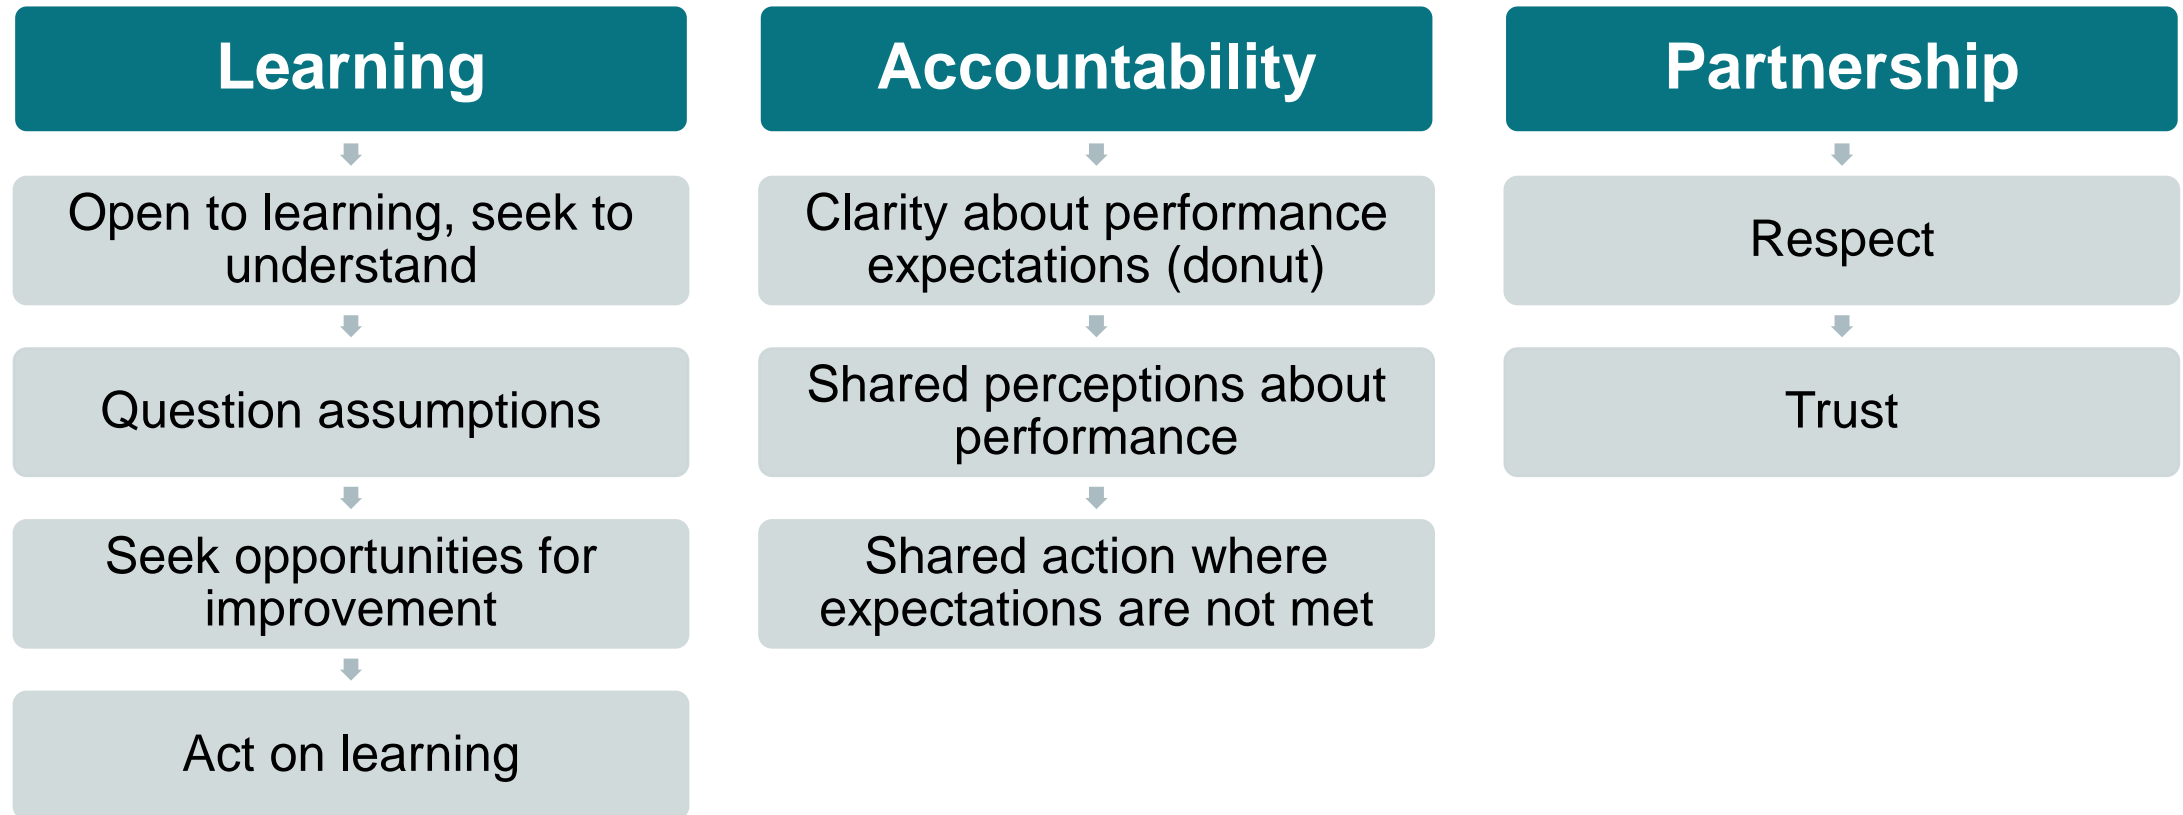 Learning
Open to learning, seek to
understand
Question assumptions
Seek opportunities for
improvement
Act on learning
Accountability
Clarity about performance
expectations (donut)
Shared perceptions about
performance
Shared action where
expectations are not met
Partnership
Respect
Trust